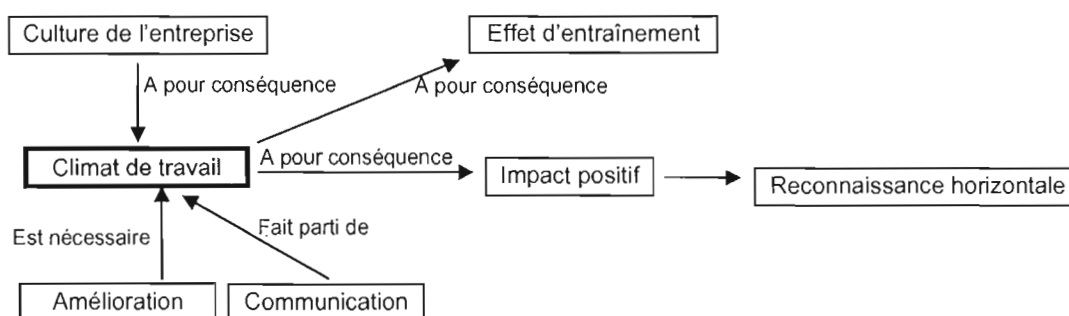 Culture de l'entreprise
Effet d'entraînement
A pour conséquence
A pour conséquence
Climat de travail
A pour conséquence
Impact positif
Reconnaissance horizontale
Est nécessaire
Fait parti de
Amélioration
Communication